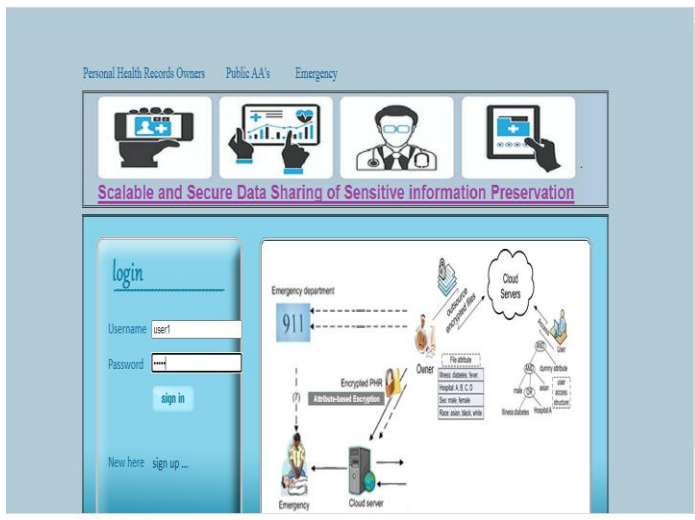 Personal Health Records Owners Public AA's Emergency
Scalable and Secure Data Sharing of Sensitive information Preservation
login
Username user1
Password •••••
sign in
New here sign up ...
Emergency department
911
outsource
encrypted files
Cloud
Servers
Owner
User
File attribute
Illness: diabetes, fever,
Hospital: A, B, C, D
Sex: male, female
Race: asian, black, white
AND
dummy attribute
AND
male
OR
asian
user
access
structure
Illness:diabetes
Hospital A
Encrypted PHR
Attribute-based Encryption
(7)
Emergency
Cloud server